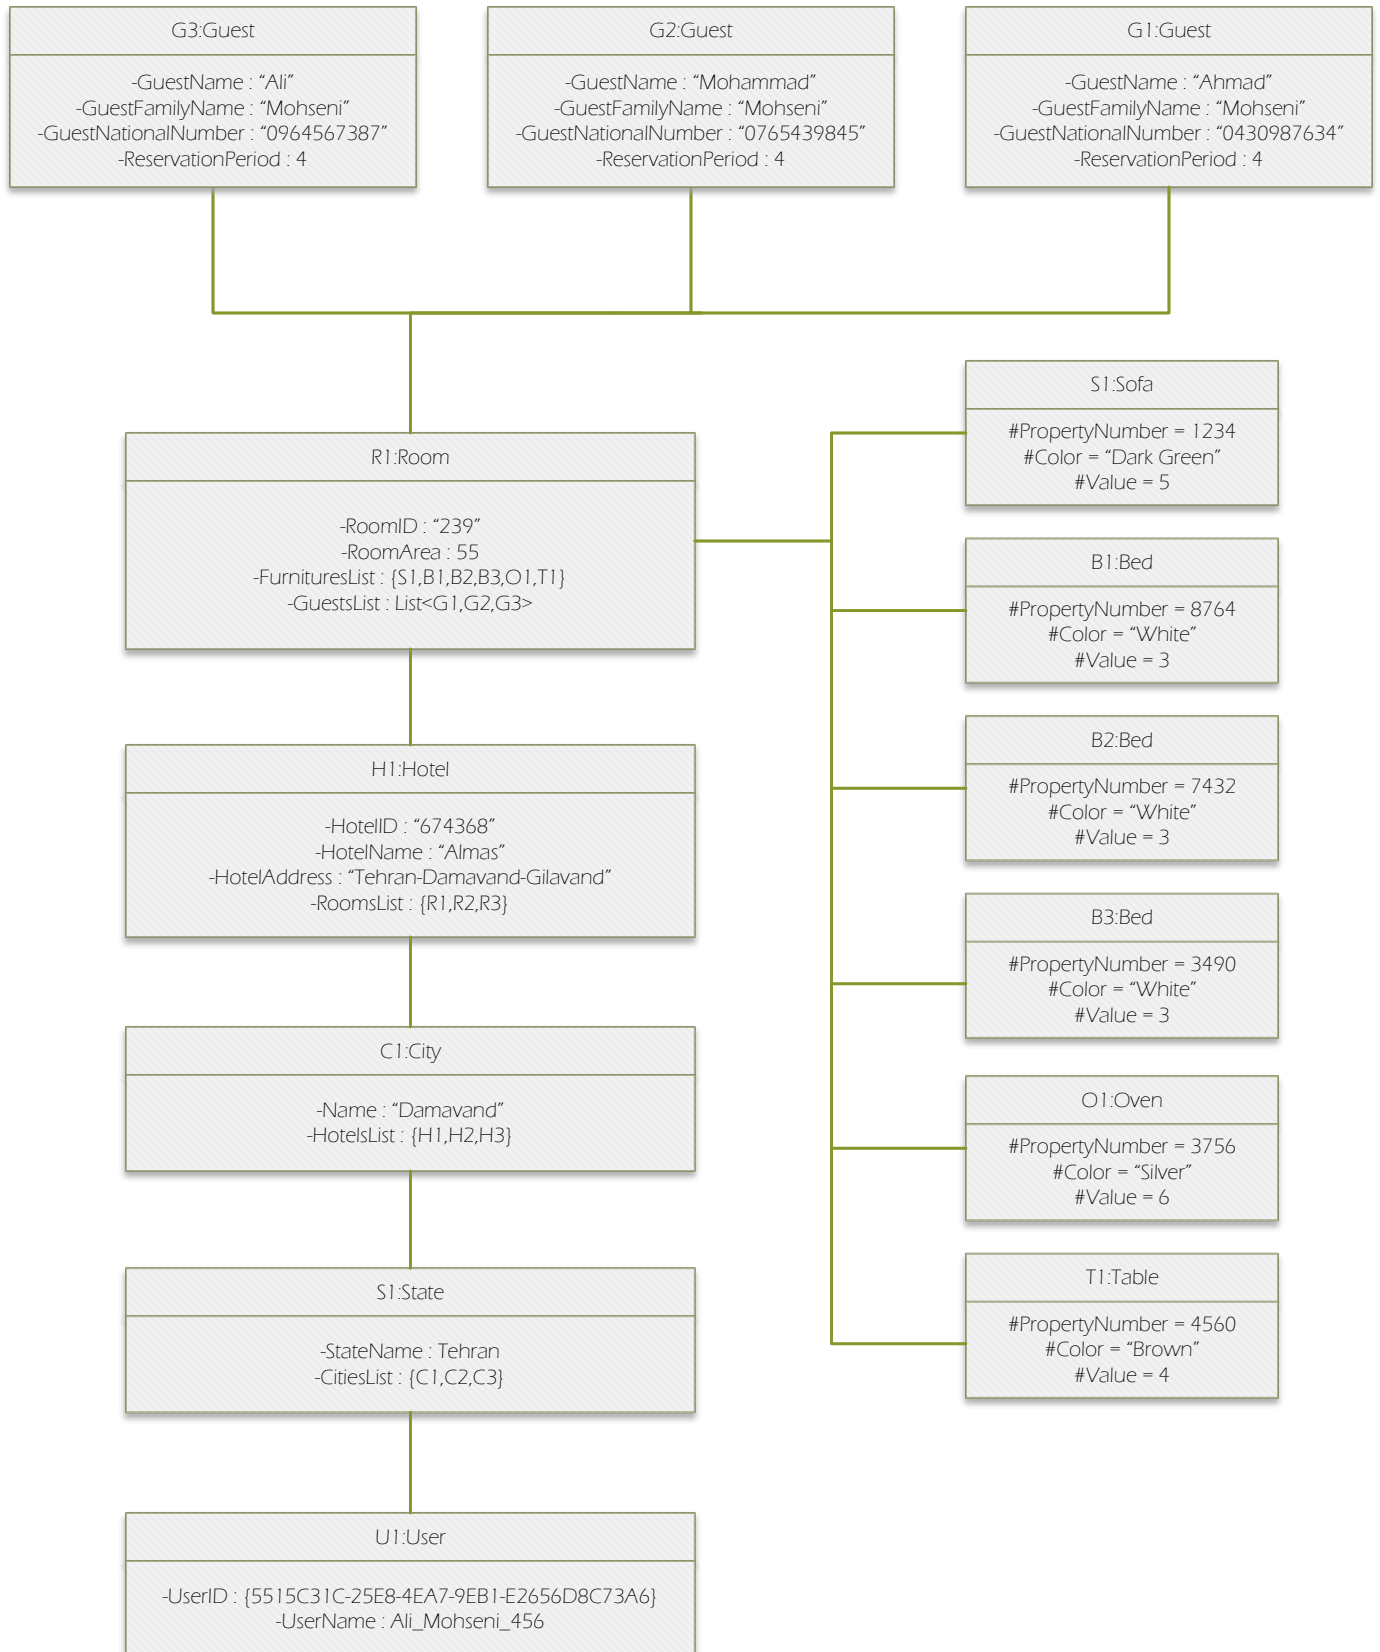 G3:Guest
-GuestName : “Ali”
-GuestFamilyName : “Mohseni”
-GuestNationalNumber : “0964567387”
-ReservationPeriod : 4
G2:Guest
-GuestName : “Mohammad”
-GuestFamilyName : “Mohseni”
-GuestNationalNumber : “0765439845”
-ReservationPeriod : 4
G1:Guest
-GuestName : “Ahmad”
-GuestFamilyName : “Mohseni”
-GuestNationalNumber : “0430987634”
-ReservationPeriod : 4
R1:Room
-RoomID : “239”
-RoomArea : 55
-FurnituresList : {S1,B1,B2,B3,O1,T1}
-GuestsList : List<G1,G2,G3>
H1:Hotel
-HotelID : “674368”
-HotelName : “Almas”
-HotelAddress : “Tehran-Damavand-Gilavand”
-RoomsList : {R1,R2,R3}
C1:City
-Name : “Damavand”
-HotelsList : {H1,H2,H3}
S1:State
-StateName : Tehran
-CitiesList : {C1,C2,C3}
U1:User
-UserID : {5515C31C-25E8-4EA7-9EB1-E2656D8C73A6}
-UserName : Ali_Mohseni_456
S1:Sofa
#PropertyNumber = 1234
#Color = “Dark Green”
#Value = 5
B1:Bed
#PropertyNumber = 8764
#Color = “White”
#Value = 3
B2:Bed
#PropertyNumber = 7432
#Color = “White”
#Value = 3
B3:Bed
#PropertyNumber = 3490
#Color = “White”
#Value = 3
O1:Oven
#PropertyNumber = 3756
#Color = “Silver”
#Value = 6
T1:Table
#PropertyNumber = 4560
#Color = “Brown”
#Value = 4